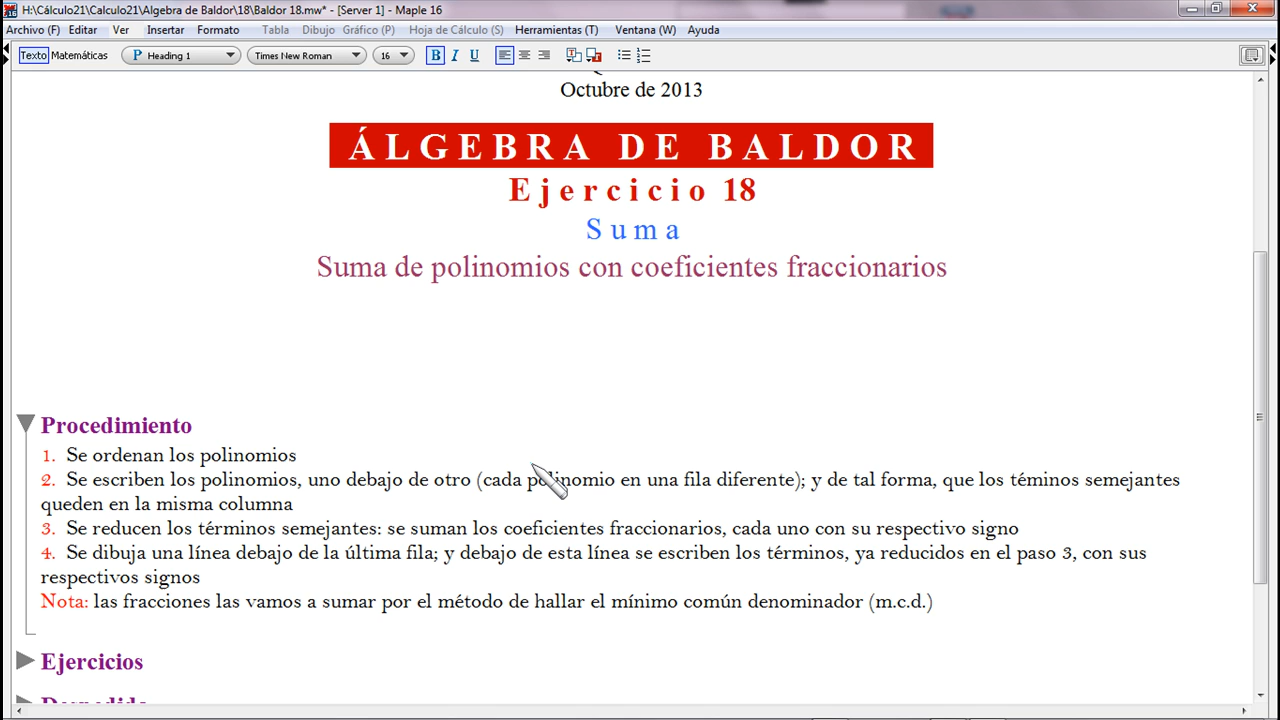 H:\Cálculo21\Calculo21\Algebra de Baldor\18\Baldor 18.mw* - [Server 1] - Maple 16
Archivo (F) Editar Ver Insertar Formato Tabla Dibujo Gráfico (P) Hoja de Cálculo (S) Herramientas (T) Ventana (W) Ayuda
Texto Matemáticas P Heading 1 Times New Roman 16 B I U
Octubre de 2013
ÁLGEBRA DE BALDOR
Ejercicio 18
Suma
Suma de polinomios con coeficientes fraccionarios
Procedimiento
1. Se ordenan los polinomios
2. Se escriben los polinomios, uno debajo de otro (cada polinomio en una fila diferente); y de tal forma, que los téminos semejantes
queden en la misma columna
3. Se reducen los términos semejantes: se suman los coeficientes fraccionarios, cada uno con su respectivo signo
4. Se dibuja una línea debajo de la última fila; y debajo de esta línea se escriben los términos, ya reducidos en el paso 3, con sus
respectivos signos
Nota: las fracciones las vamos a sumar por el método de hallar el mínimo común denominador (m.c.d.)
Ejercicios